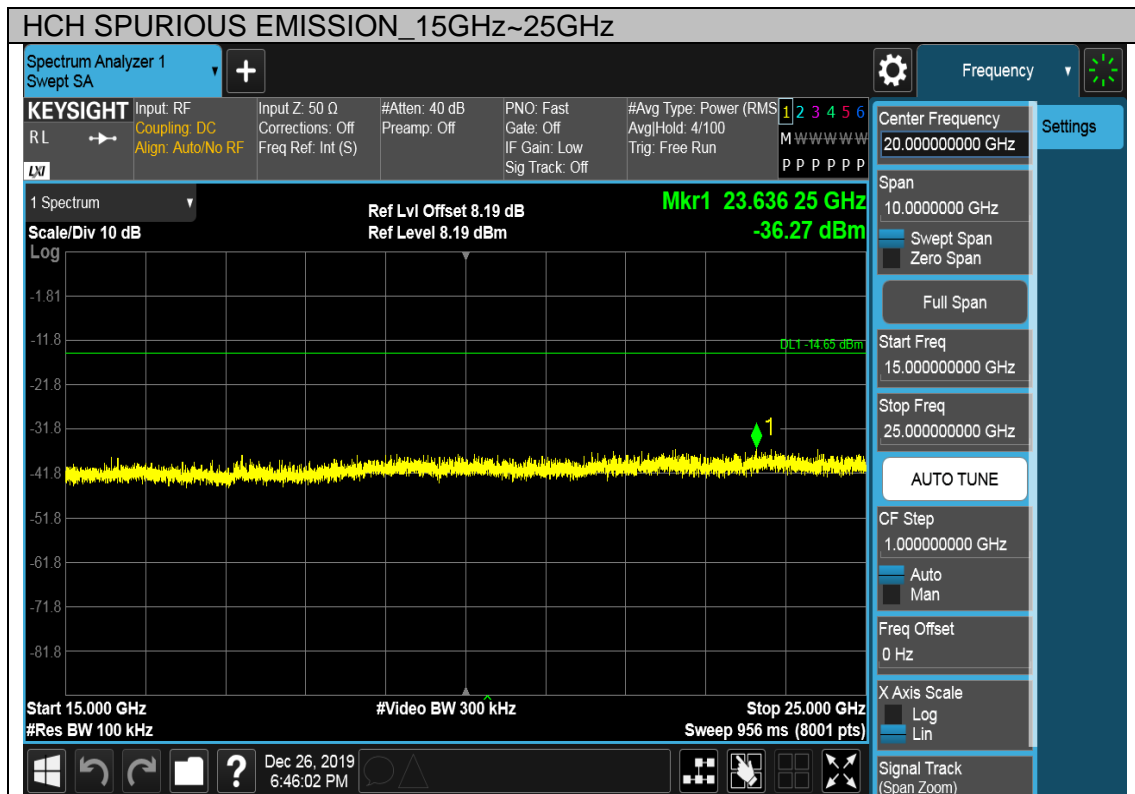 HCH SPURIOUS EMISSION_15GHz~25GHz
Spectrum Analyzer 1
Swept SA
+
Frequency
KEYSIGHT
R L
LXI
Input: RF
Coupling: DC
Align: Auto/No RF
Input Z: 50 Ω
Corrections: Off
Freq Ref: Int (S)
#Atten: 40 dB
Preamp: Off
PNO: Fast
Gate: Off
IF Gain: Low
Sig Track: Off
#Avg Type: Power (RMS
Avg|Hold: 4/100
Trig: Free Run
1 2 3 4 5 6
M W W W W W
P P P P P P
1 Spectrum
Scale/Div 10 dB
Log
Ref Lvl Offset 8.19 dB
Ref Level 8.19 dBm
Mkr1 23.636 25 GHz
-36.27 dBm
-1.81
-11.8
-21.8
-31.8
-41.8
-51.8
-61.8
-71.8
-81.8
DL1 -14.65 dBm
1
Start 15.000 GHz
#Res BW 100 kHz
#Video BW 300 kHz
Stop 25.000 GHz
Sweep 956 ms (8001 pts)
Center Frequency
20.000000000 GHz
Settings
Span
10.0000000 GHz
Swept Span
Zero Span
Full Span
Start Freq
15.000000000 GHz
Stop Freq
25.000000000 GHz
AUTO TUNE
CF Step
1.000000000 GHz
Auto
Man
Freq Offset
0 Hz
X Axis Scale
Log
Lin
Signal Track
(Span Zoom)
?
Dec 26, 2019
6:46:02 PM